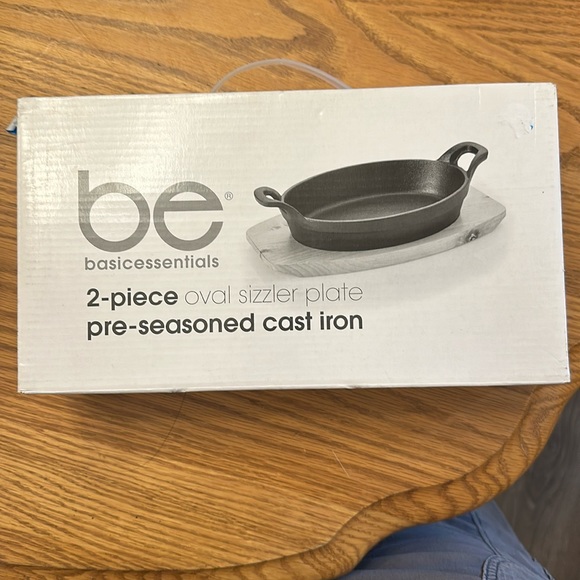 be®
basicessentials
2-piece oval sizzler plate
pre-seasoned cast iron